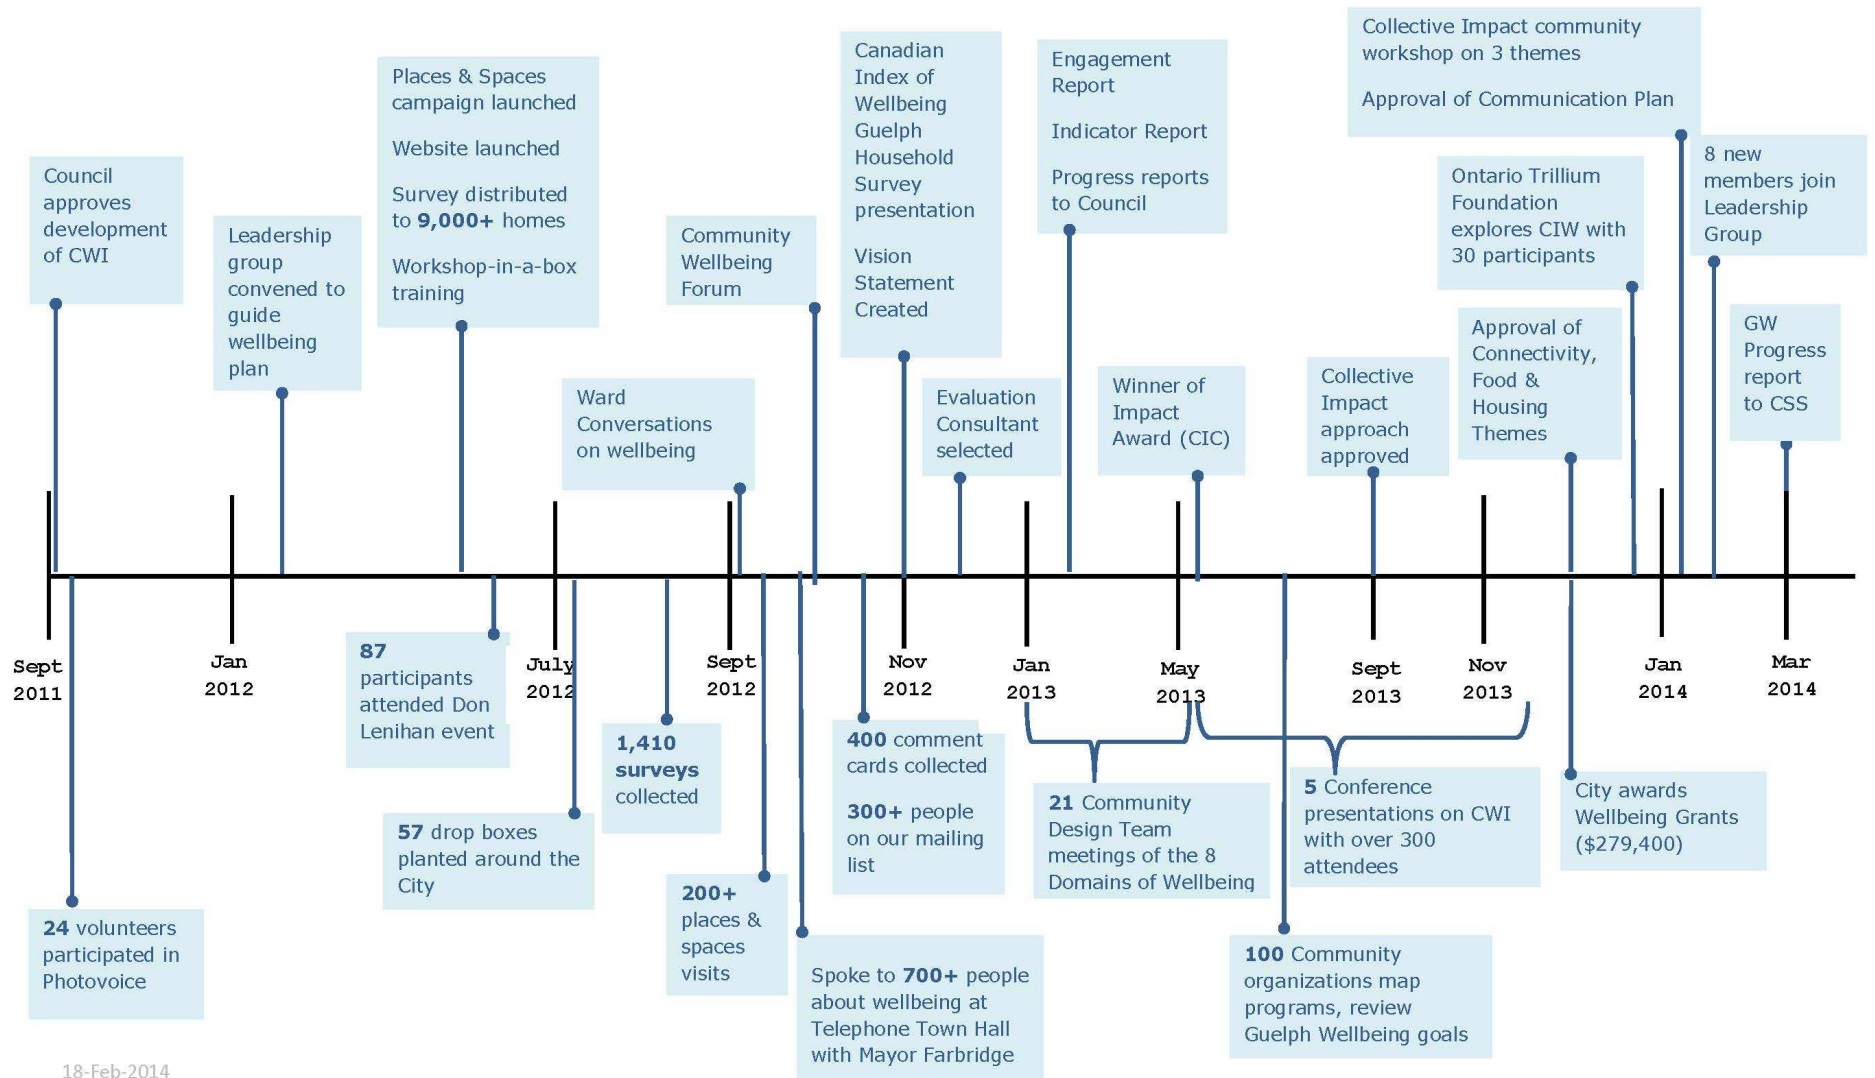 Council
approves
development
of CWI
Leadership
group
convened to
guide
wellbeing
plan
Places & Spaces
campaign launched
Website launched
Survey distributed
to 9,000+ homes
Workshop-in-a-box
training
Ward
Conversations
on wellbeing
Community
Wellbeing
Forum
Canadian
Index of
Wellbeing
Guelph
Household
Survey
presentation
Vision
Statement
Created
Evaluation
Consultant
selected
Engagement
Report
Indicator Report
Progress reports
to Council
Winner of
Impact
Award (CIC)
Collective
Impact
approach
approved
Collective Impact community
workshop on 3 themes
Approval of Communication Plan
Ontario Trillium
Foundation
explores CIW with
30 participants
Approval of
Connectivity,
Food &
Housing
Themes
8 new
members join
Leadership
Group
GW
Progress
report
to CSS
Sept
2011
Jan
2012
July
2012
Sept
2012
Nov
2012
Jan
2013
May
2013
Sept
2013
Nov
2013
Jan
2014
Mar
2014
24 volunteers
participated in
Photovoice
87
participants
attended Don
Lenihan event
57 drop boxes
planted around the
City
1,410
surveys
collected
200+
places &
spaces
visits
Spoke to 700+ people
about wellbeing at
Telephone Town Hall
with Mayor Farbridge
400 comment
cards collected
300+ people
on our mailing
list
21 Community
Design Team
meetings of the 8
Domains of Wellbeing
100 Community
organizations map
programs, review
Guelph Wellbeing goals
5 Conference
presentations on CWI
with over 300
attendees
City awards
Wellbeing Grants
($279,400)
18-Feb-2014